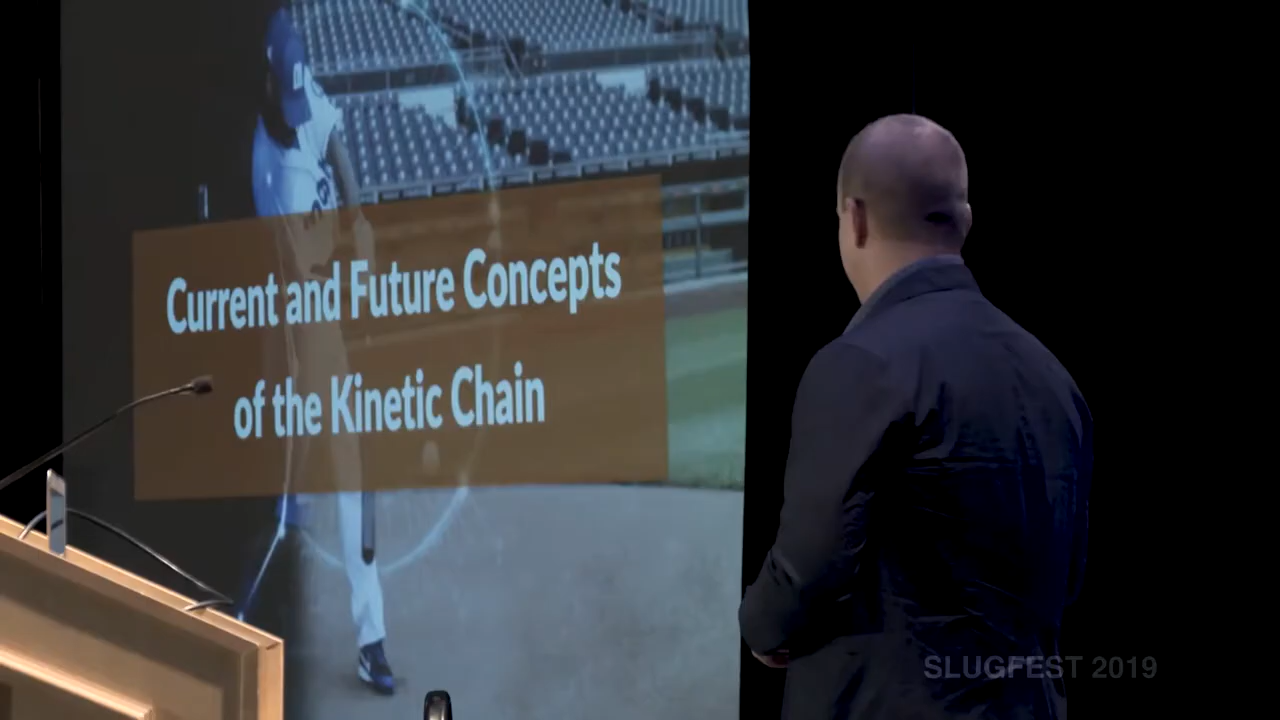 Current and Future Concepts
of the Kinetic Chain
SLUGFEST 2019